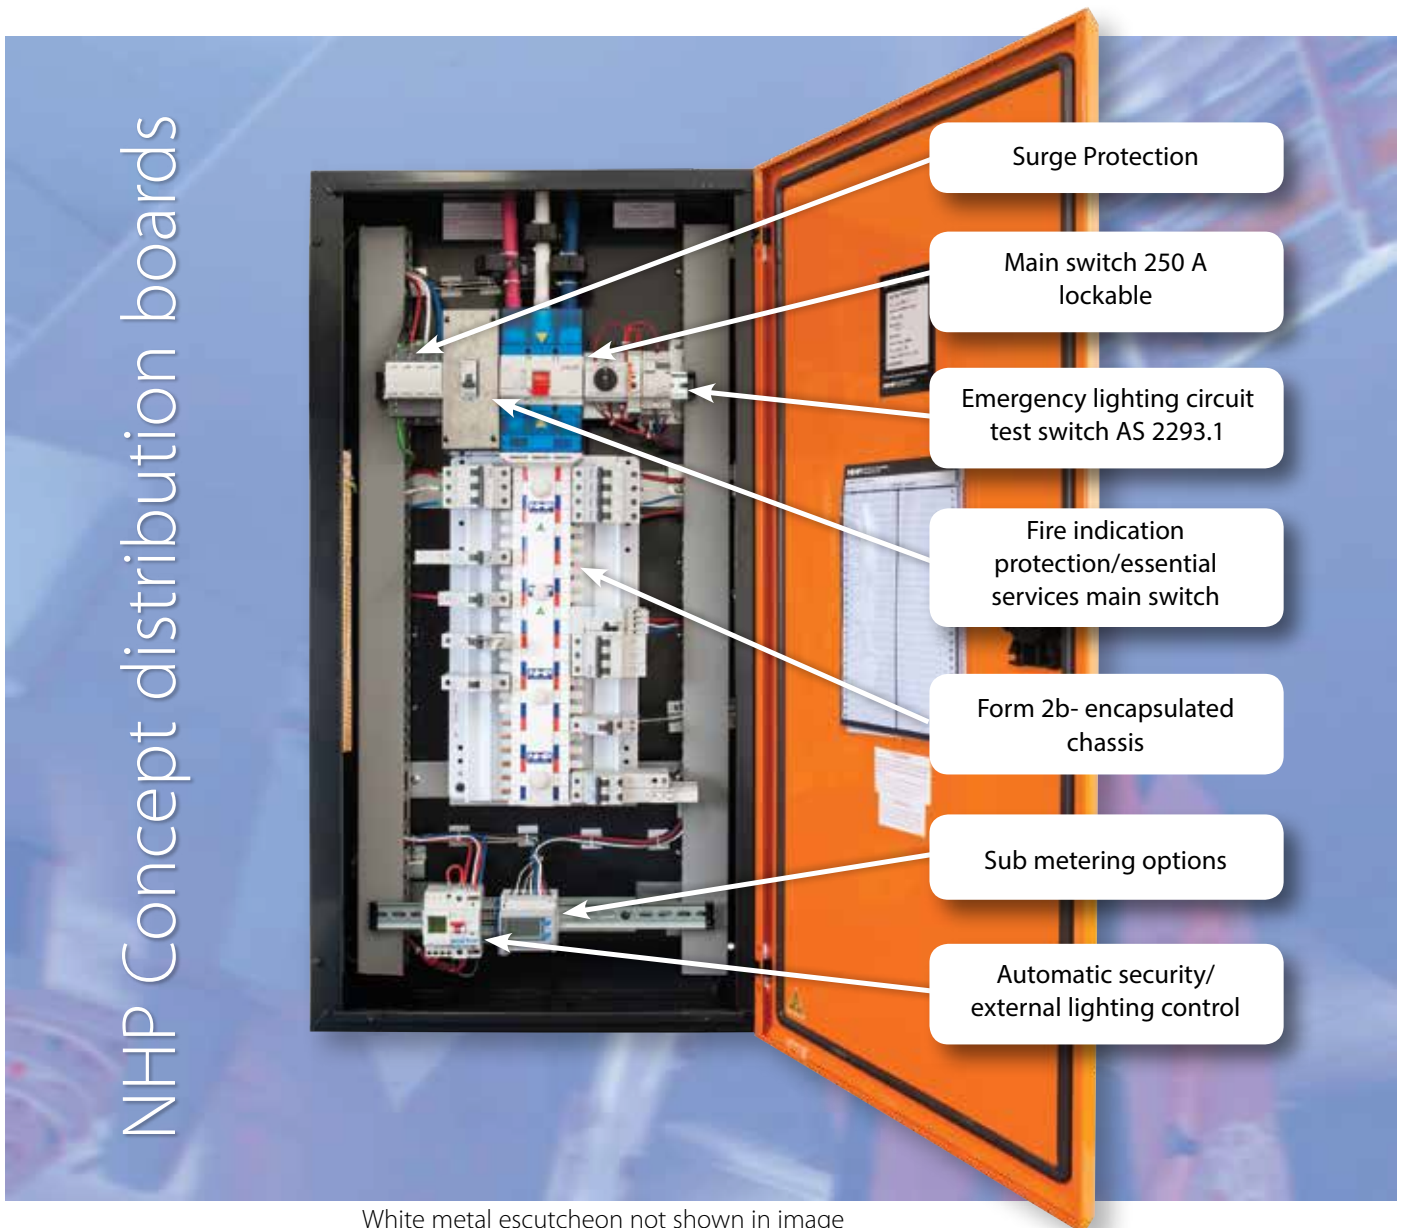 NHP Concept distribution boards
Surge Protection
Main switch 250 A
lockable
Emergency lighting circuit
test switch AS 2293.1
Fire indication
protection/essential
services main switch
Form 2b- encapsulated
chassis
Sub metering options
Automatic security/
external lighting control
White metal escutcheon not shown in image